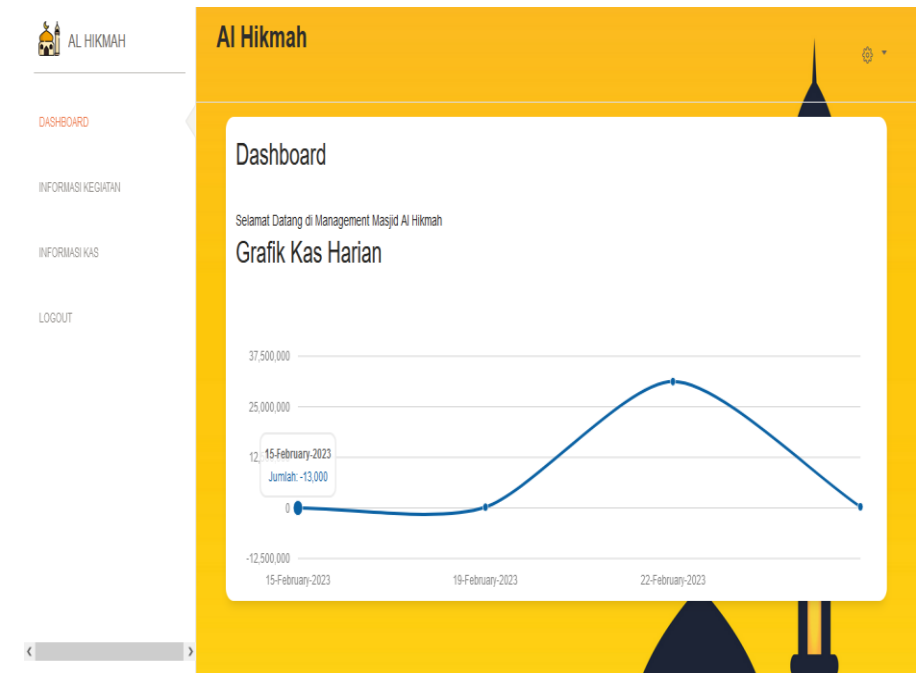 AL HIKMAH
DASHBOARD
INFORMASI KEGIATAN
INFORMASI KAS
LOGOUT
Al Hikmah
Dashboard
Selamat Datang di Management Masjid Al Hikmah
Grafik Kas Harian
37,500,000
25,000,000
12,
15-February-2023
Jumlah: -13,000
0
-12,500,000
15-February-2023
19-February-2023
22-February-2023